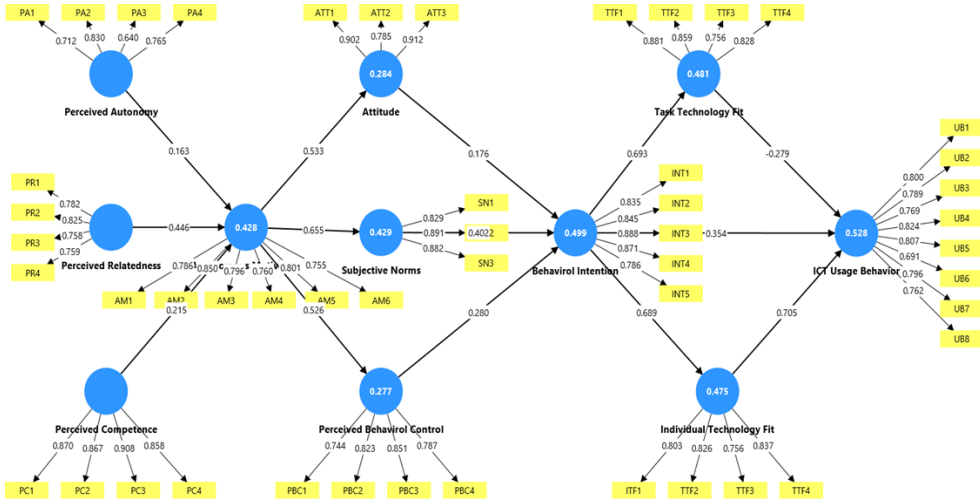 PA1
PA2
PA3
PA4
0.712
0.830
0.640
0.765
Perceived Autonomy
ATT1
ATT2
ATT3
0.902
0.785
0.912
0.284
Attitude
TTF1
TTF2
TTF3
TTF4
0.881
0.859
0.756
0.828
0.481
Task Technology Fit
0.163
0.533
0.176
0.693
-0.279
PR1
PR2
PR3
PR4
0.782
0.825
0.758
0.759
Perceived Relatedness
0.446
0.428
0.786
0.850
0.796
0.760
0.801
0.755
AM1
AM2
AM3
AM4
AM5
AM6
0.655
0.429
Subjective Norms
0.829
0.891
0.882
SN1
0.402
SN3
0.499
Behavirol Intention
0.835
0.845
0.888
0.871
0.786
INT1
INT2
INT3
INT4
INT5
0.354
0.528
ICT Usage Behavior
0.800
0.789
0.769
0.824
0.807
0.691
0.796
0.762
UB1
UB2
UB3
UB4
UB5
UB6
UB7
UB8
0.215
0.526
0.280
0.689
0.705
Perceived Competence
0.870
0.867
0.908
0.858
PC1
PC2
PC3
PC4
0.277
Perceived Behavirol Control
0.744
0.823
0.851
0.787
PBC1
PBC2
PBC3
PBC4
0.475
Individual Technology Fit
0.803
0.826
0.756
0.837
ITF1
TTF2
TTF3
TTF4